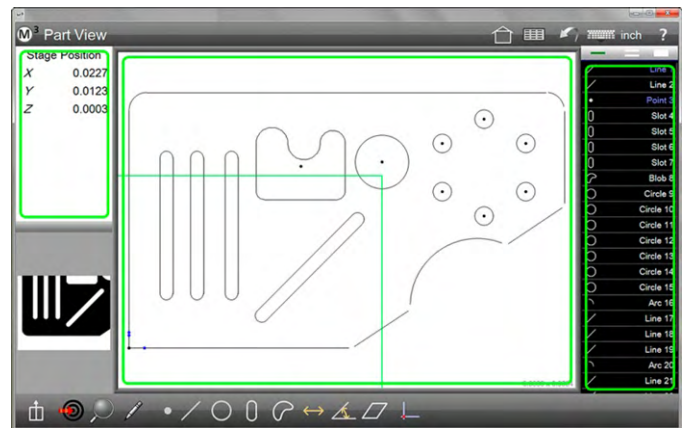 M³ Part View
inch ?
Stage Position
X 0.0227
Y 0.0123
Z 0.0003
Line 1
Line 2
Point 3
Slot 4
Slot 5
Slot 6
Slot 7
Blob 8
Circle 9
Circle 10
Circle 11
Circle 12
Circle 13
Circle 14
Circle 15
Arc 16
Line 17
Line 18
Line 19
Arc 20
Line 21